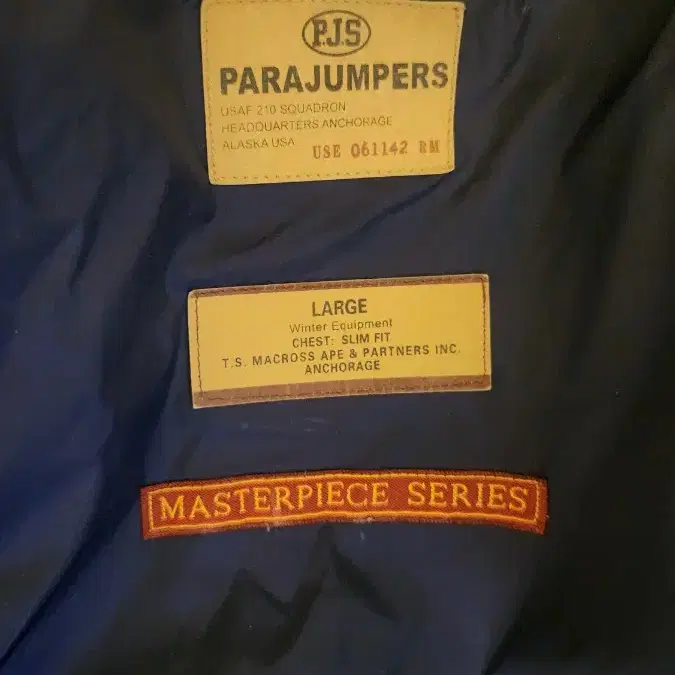 P.J.S
PARAJUMPERS
USAF 210 SQUADRON
HEADQUARTERS ANCHORAGE
ALASKA USA USE 061142 RM
LARGE
Winter Equipment
CHEST: SLIM FIT
T.S. MACROSS APE & PARTNERS INC.
ANCHORAGE
MASTERPIECE SERIES